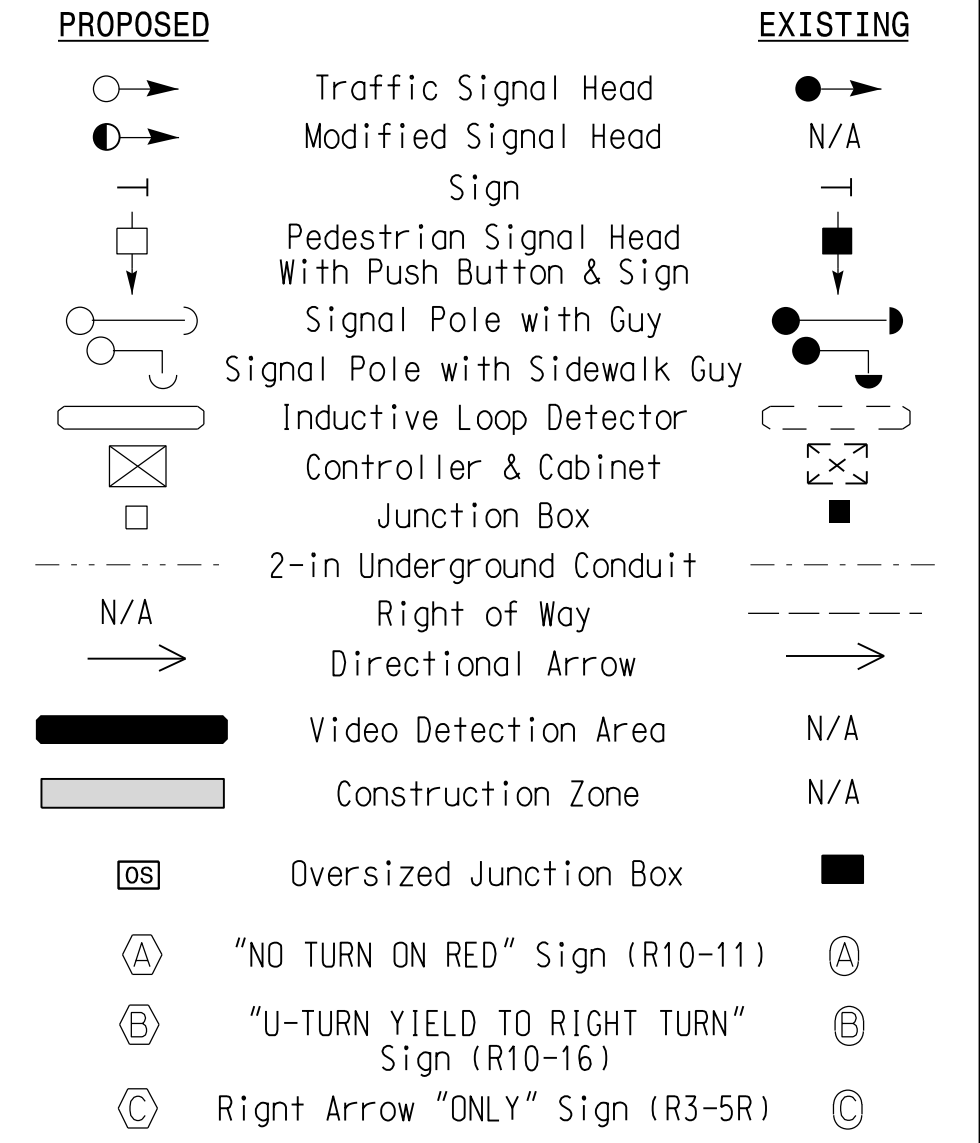 PROPOSED EXISTING
Traffic Signal Head
Modified Signal Head N/A
Sign
Pedestrian Signal Head
With Push Button & Sign
Signal Pole with Guy
Signal Pole with Sidewalk Guy
Inductive Loop Detector
Controller & Cabinet
Junction Box
2-in Underground Conduit
N/A Right of Way
Directional Arrow
Video Detection Area N/A
Construction Zone N/A
OS Oversized Junction Box
A "NO TURN ON RED" Sign (R10-11) A
B "U-TURN YIELD TO RIGHT TURN" B
Sign (R10-16)
C Rignt Arrow "ONLY" Sign (R3-5R) C